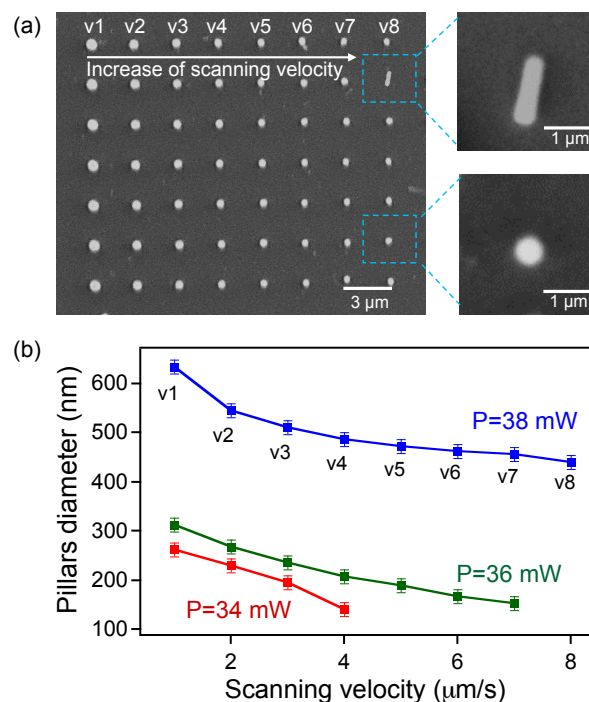 (a)
v1 v2 v3 v4 v5 v6 v7 v8
Increase of scanning velocity
3 μm
1 μm
1 μm
(b)
Pillars diameter (nm)
600
500
400
300
200
100
v1
v2
v3
v4
v5
v6
v7
v8
P=38 mW
P=36 mW
P=34 mW
2 4 6 8
Scanning velocity (μm/s)